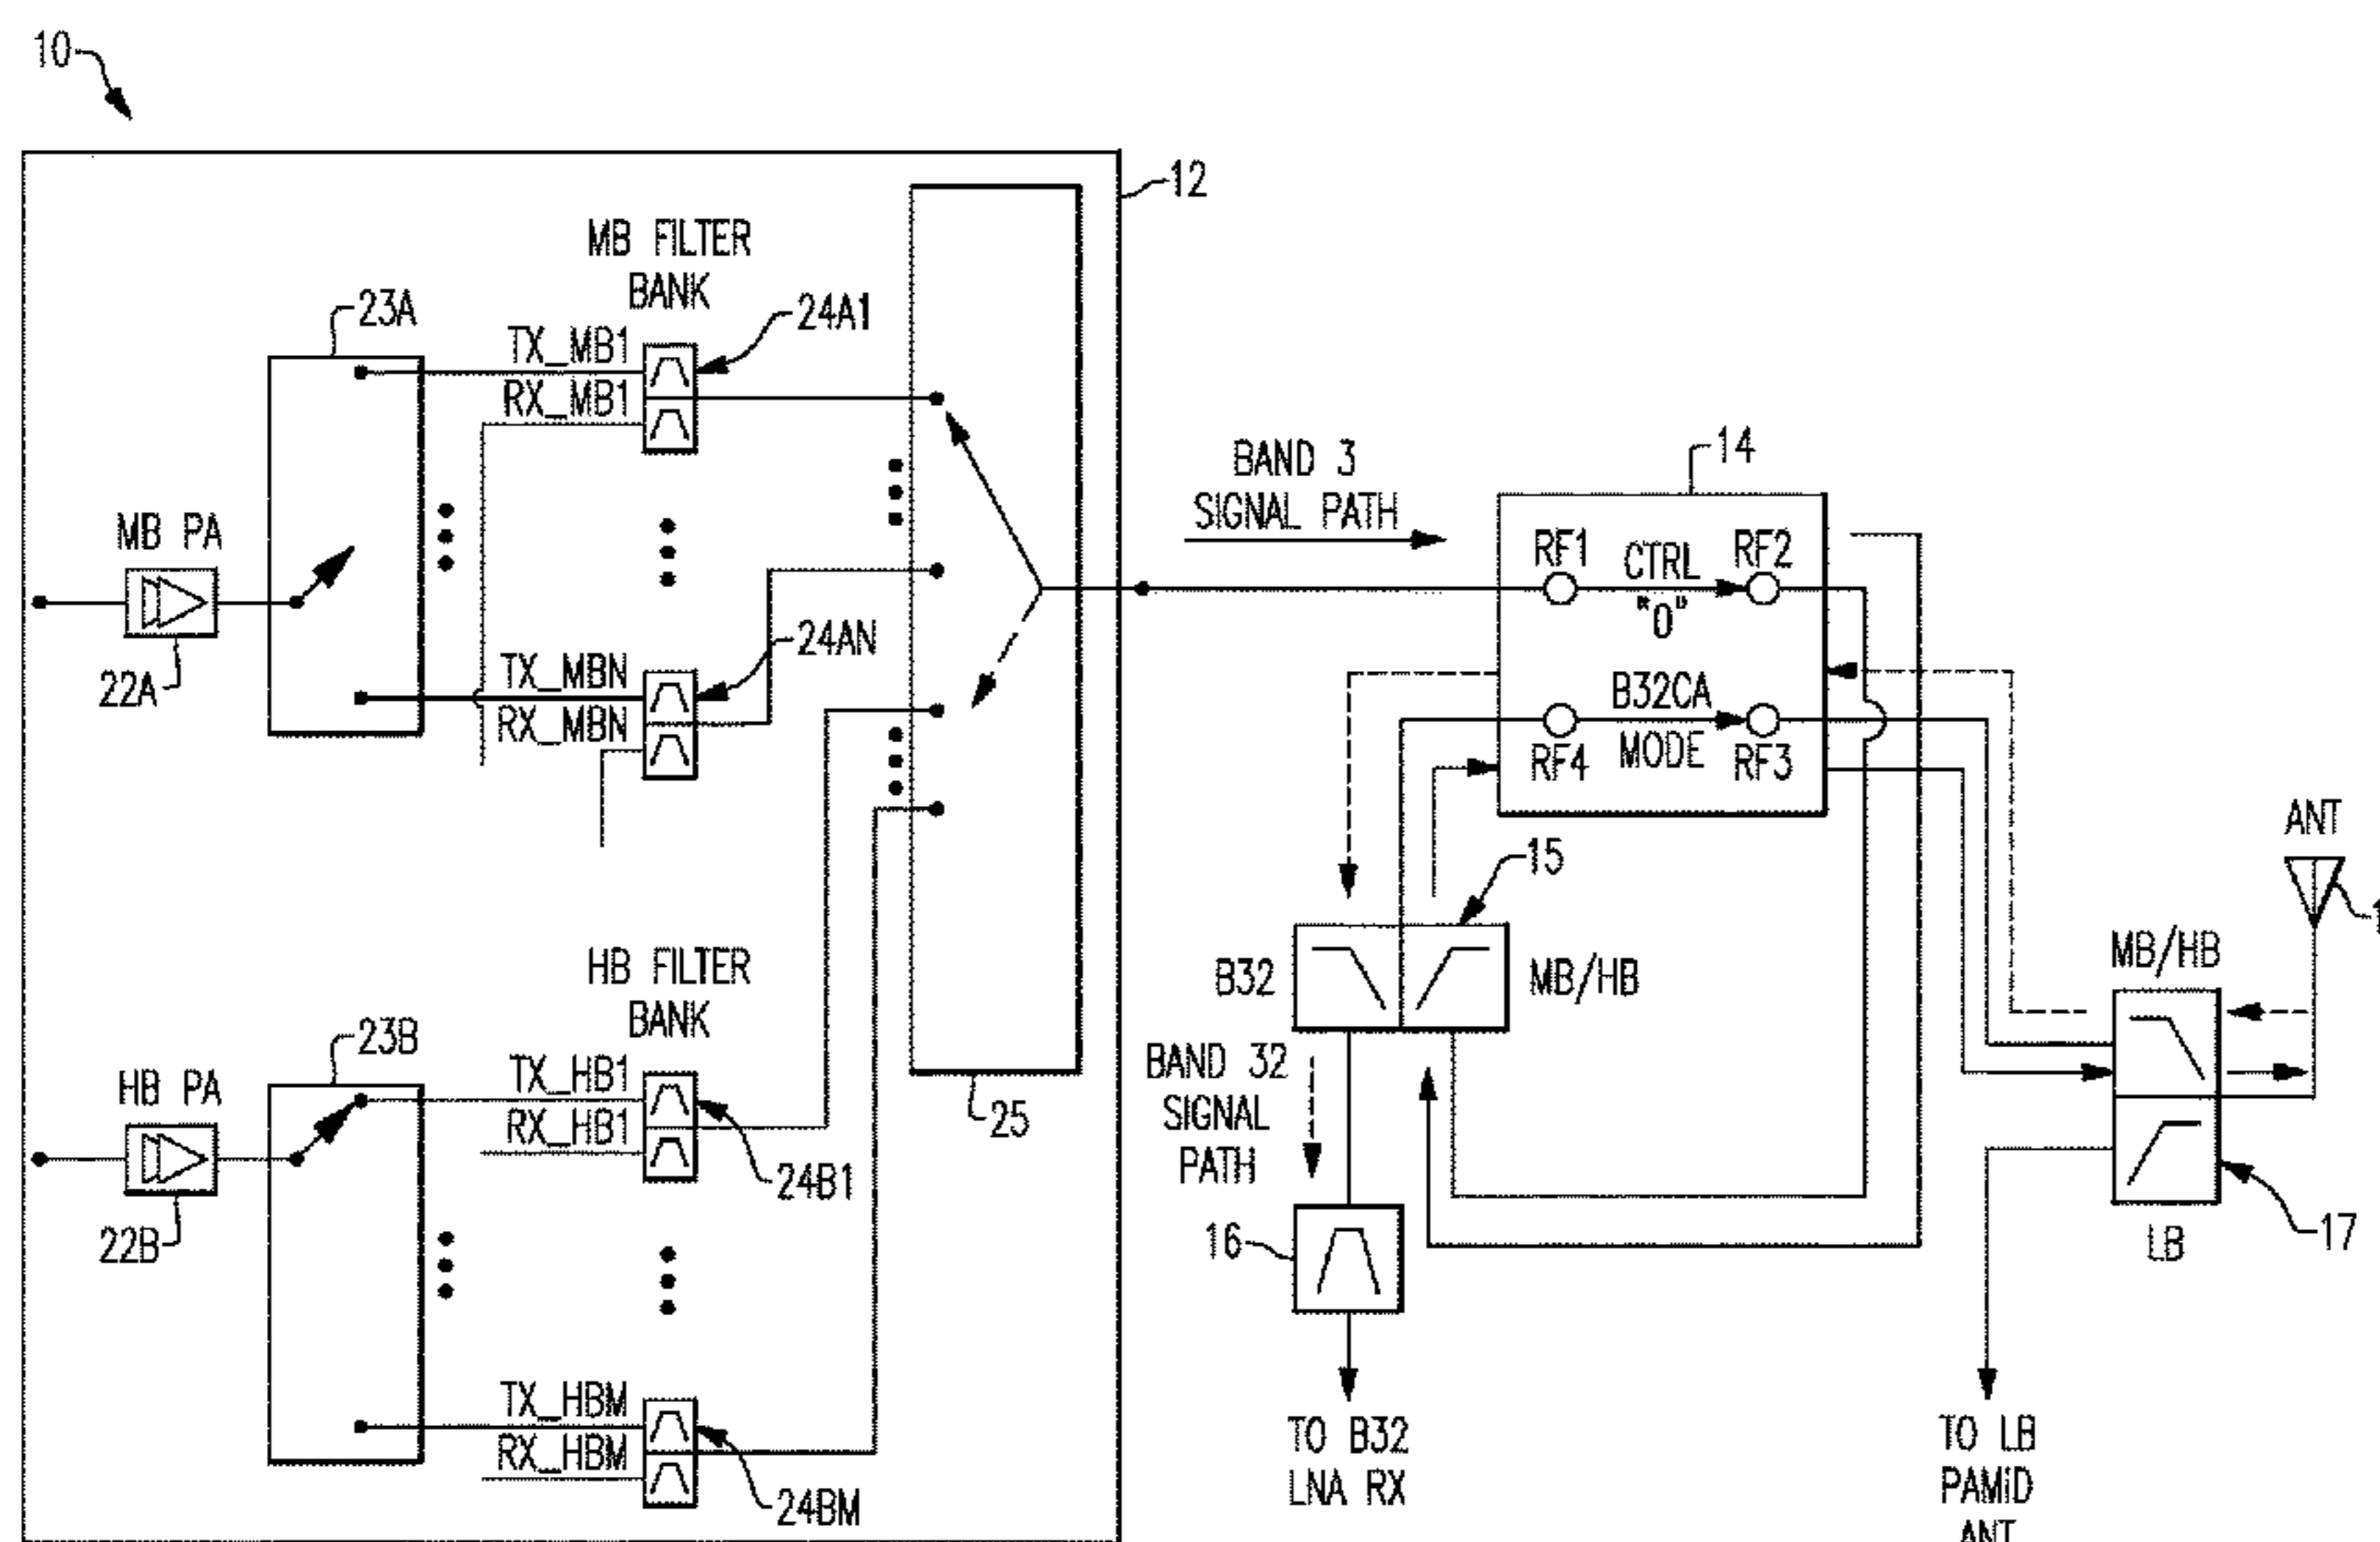 10
12
MB FILTER
BANK
23A
24A1
TX_MB1
RX_MB1
MB PA
22A
24AN
TX_MBN
RX_MBN
BAND 3
SIGNAL PATH
14
RF1
CTRL
"0"
RF2
B32CA
MODE
RF4
RF3
15
ANT
B32
MB/HB
MB/HB
HB FILTER
BANK
23B
HB PA
22B
TX_HB1
RX_HB1
24B1
25
BAND 32
SIGNAL
PATH
16
LB
17
TX_HBM
RX_HBM
24BM
TO B32
LNA RX
TO LB
PAMiD
ANT